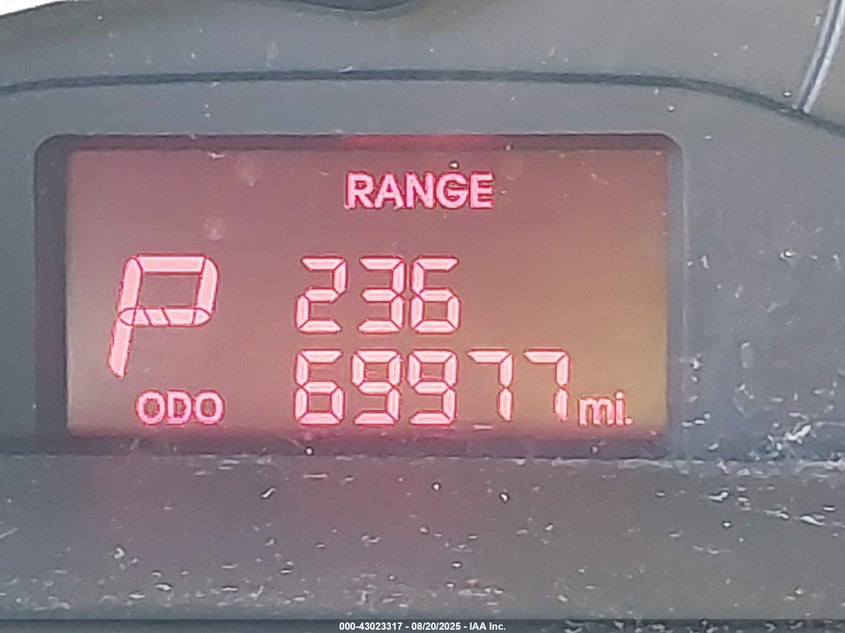 RANGE
P 236
ODO 69977 mi.
000-43023317 - 08/20/2025 - IAA Inc.